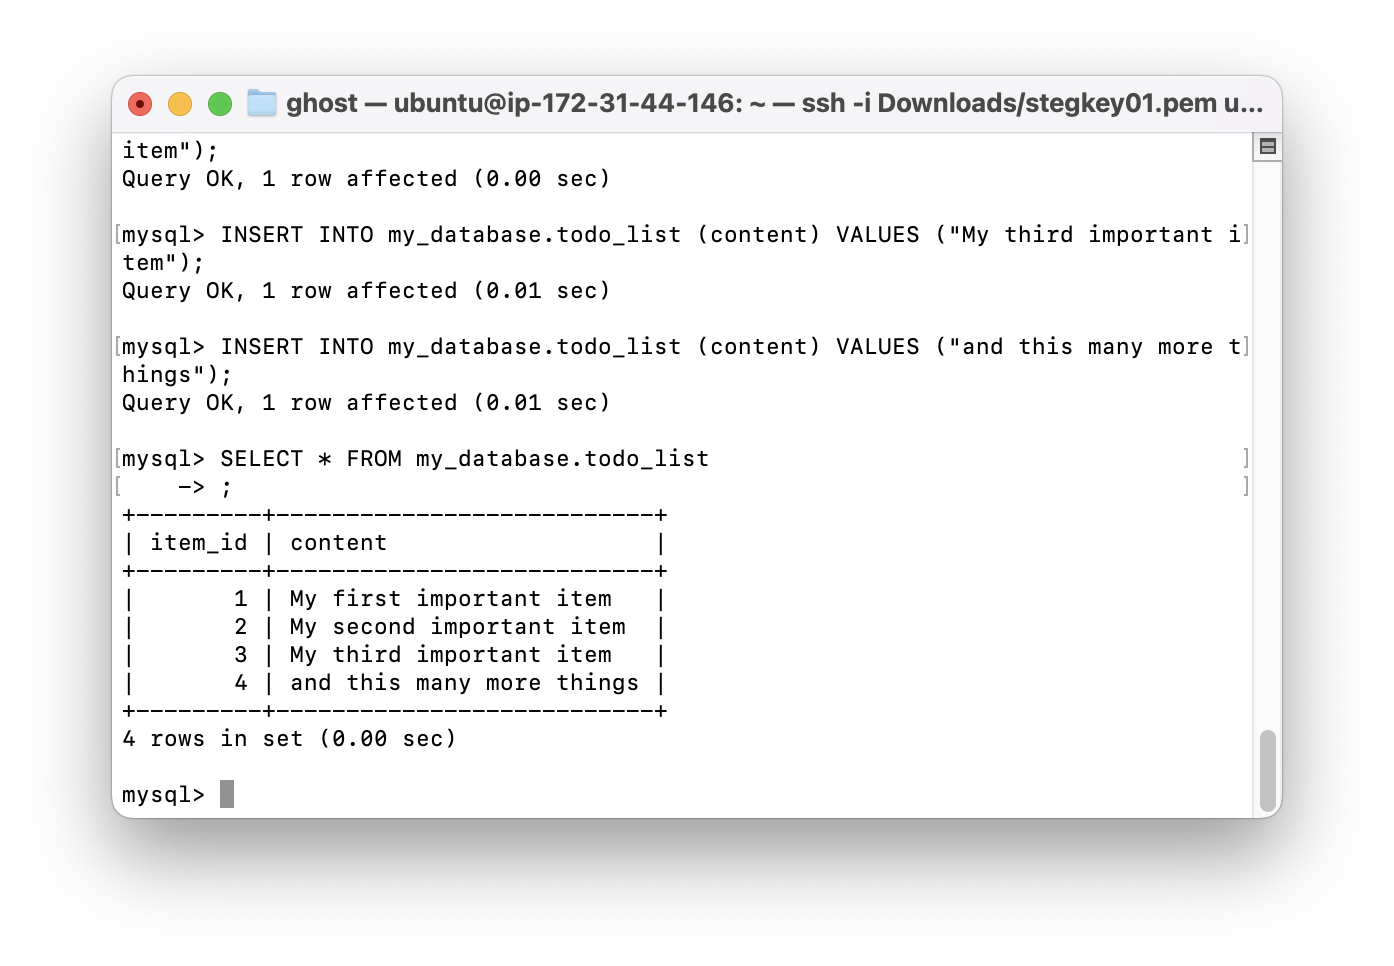 ghost — ubuntu@ip-172-31-44-146: ~ — ssh -i Downloads/stegkey01.pem u...
item");
Query OK, 1 row affected (0.00 sec)
[mysql> INSERT INTO my_database.todo_list (content) VALUES ("My third important i]
tem");
Query OK, 1 row affected (0.01 sec)
[mysql> INSERT INTO my_database.todo_list (content) VALUES ("and this many more t]
hings");
Query OK, 1 row affected (0.01 sec)
[mysql> SELECT * FROM my_database.todo_list ]
[    -> ; ]
+---------+---------------------------+
| item_id | content                   |
+---------+---------------------------+
|       1 | My first important item   |
|       2 | My second important item  |
|       3 | My third important item   |
|       4 | and this many more things |
+---------+---------------------------+
4 rows in set (0.00 sec)
mysql>